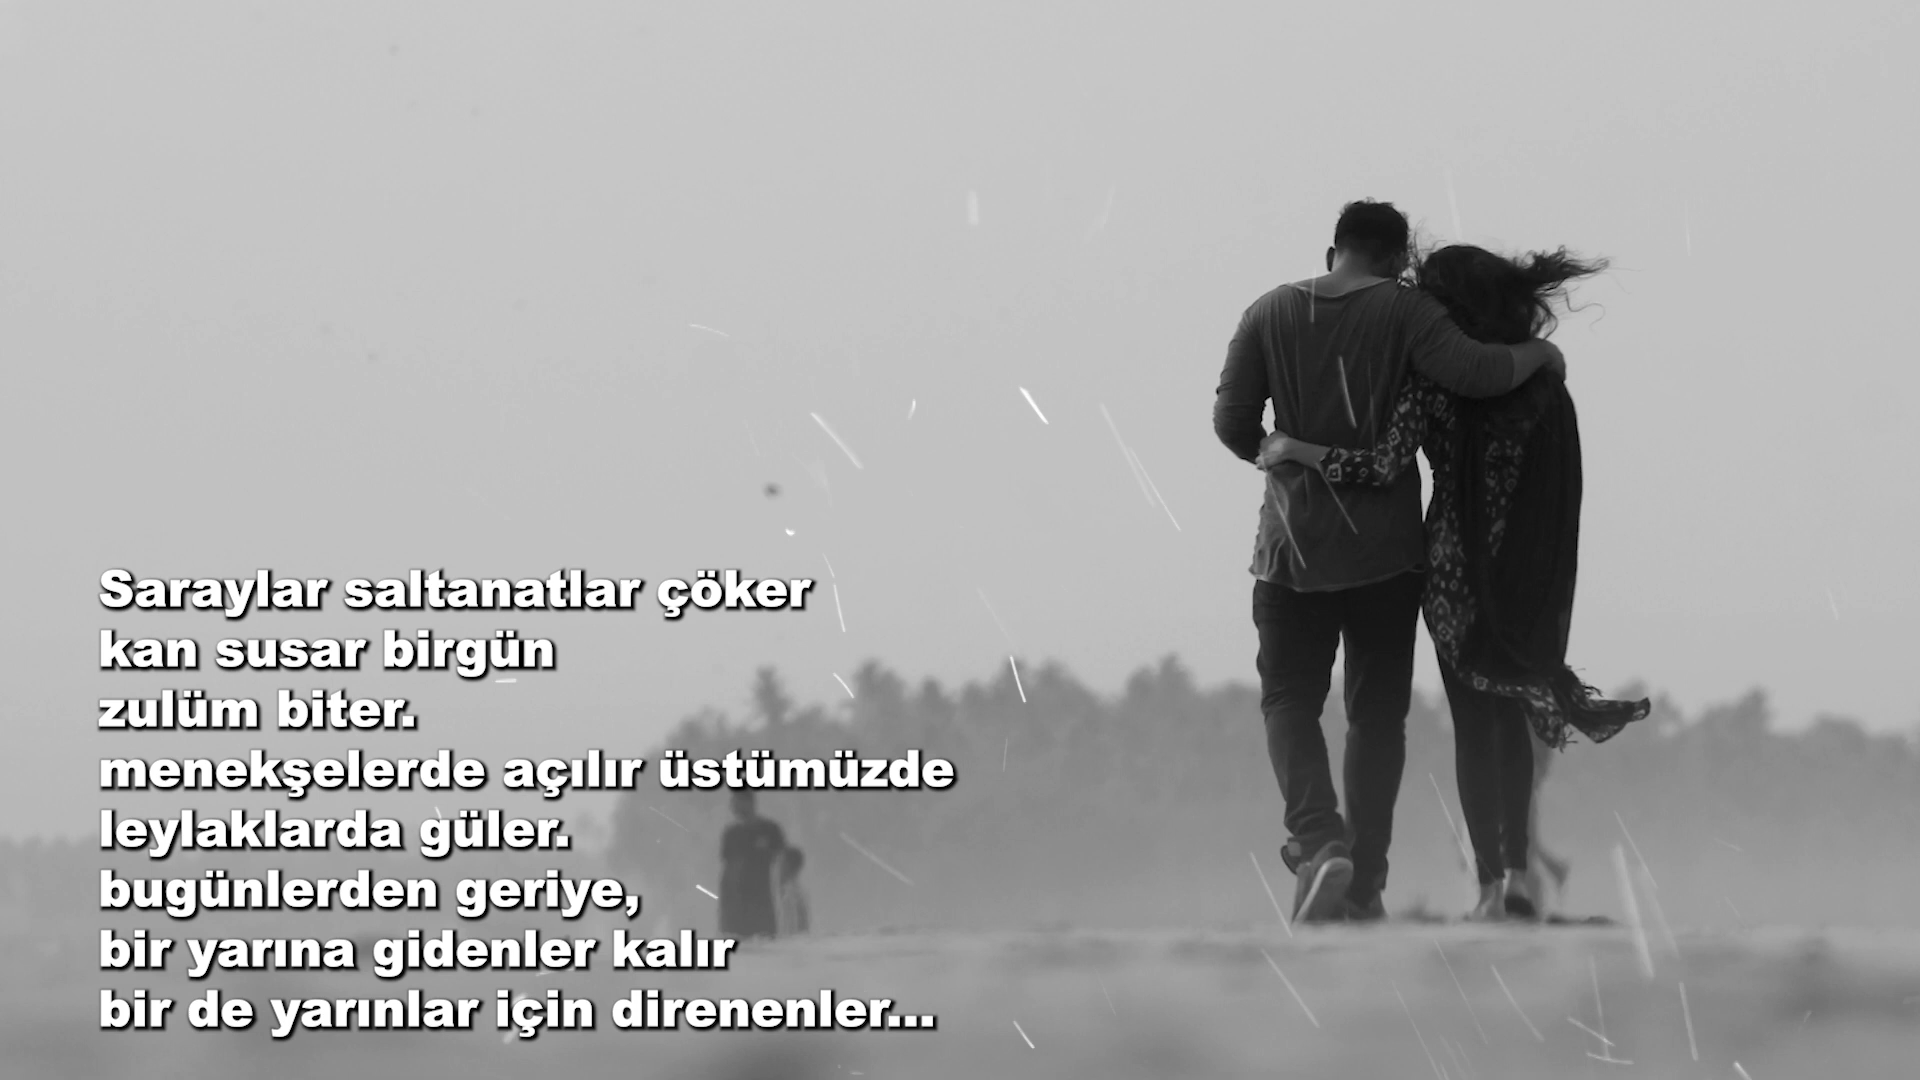 Saraylar saltanatlar çöker
kan susar birgün
zulüm biter.
menekşelerde açılır üstümüzde
leylaklarda güler.
bugünlerden geriye,
bir yarına gidenler kalır
bir de yarınlar için direnenler...